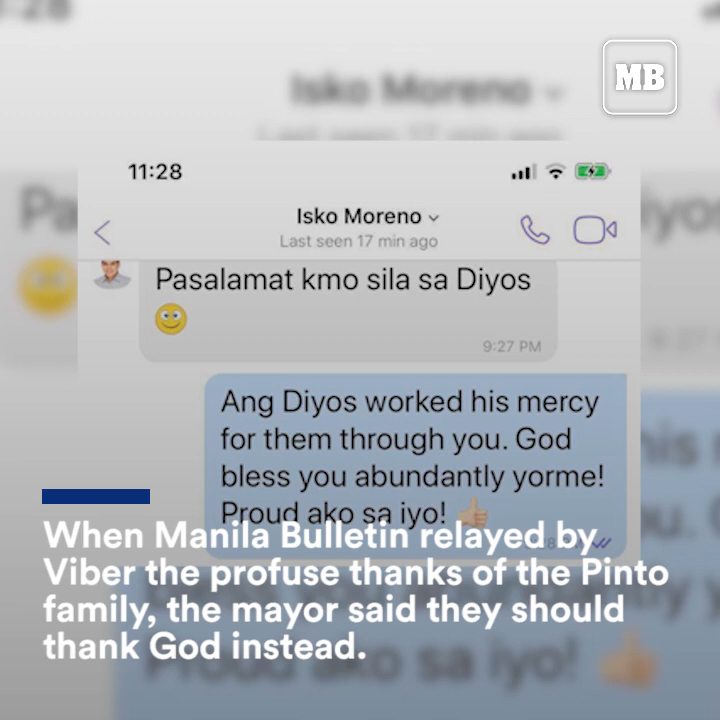 MB
11:28
Isko Moreno
Last seen 17 min ago
Pasalamat kmo sila sa Diyos
9:27 PM
Ang Diyos worked his mercy
for them through you. God
bless you abundantly yorme!
Proud ako sa iyo!
When Manila Bulletin relayed by
Viber the profuse thanks of the Pinto
family, the mayor said they should
thank God instead.